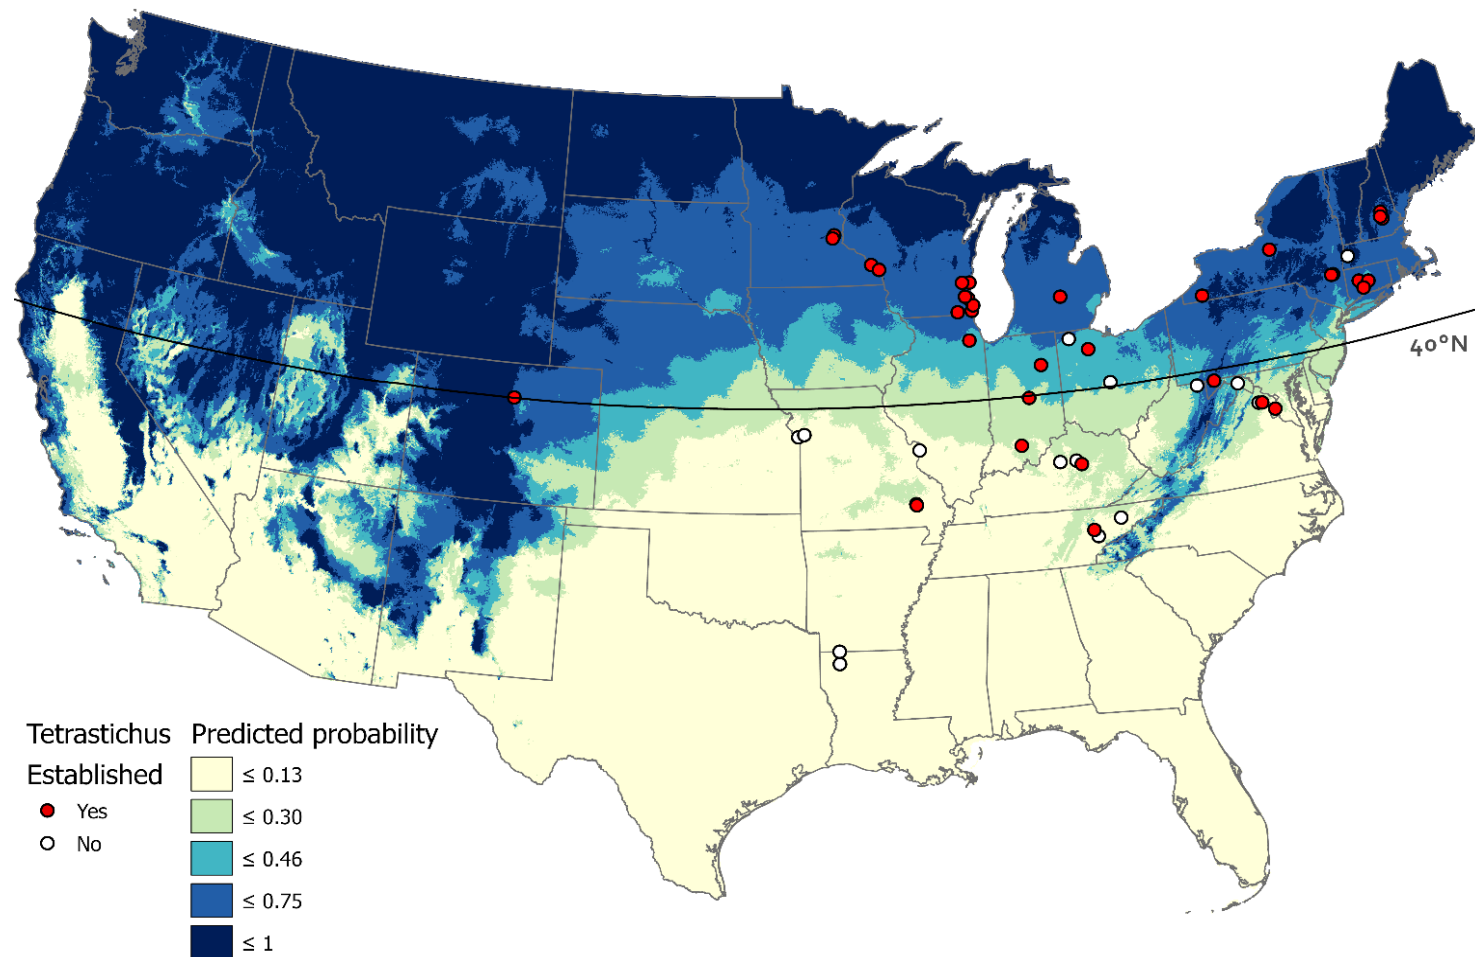 40°N
Tetrastichus
Established
Yes
No
Predicted probability
≤ 0.13
≤ 0.30
≤ 0.46
≤ 0.75
≤ 1